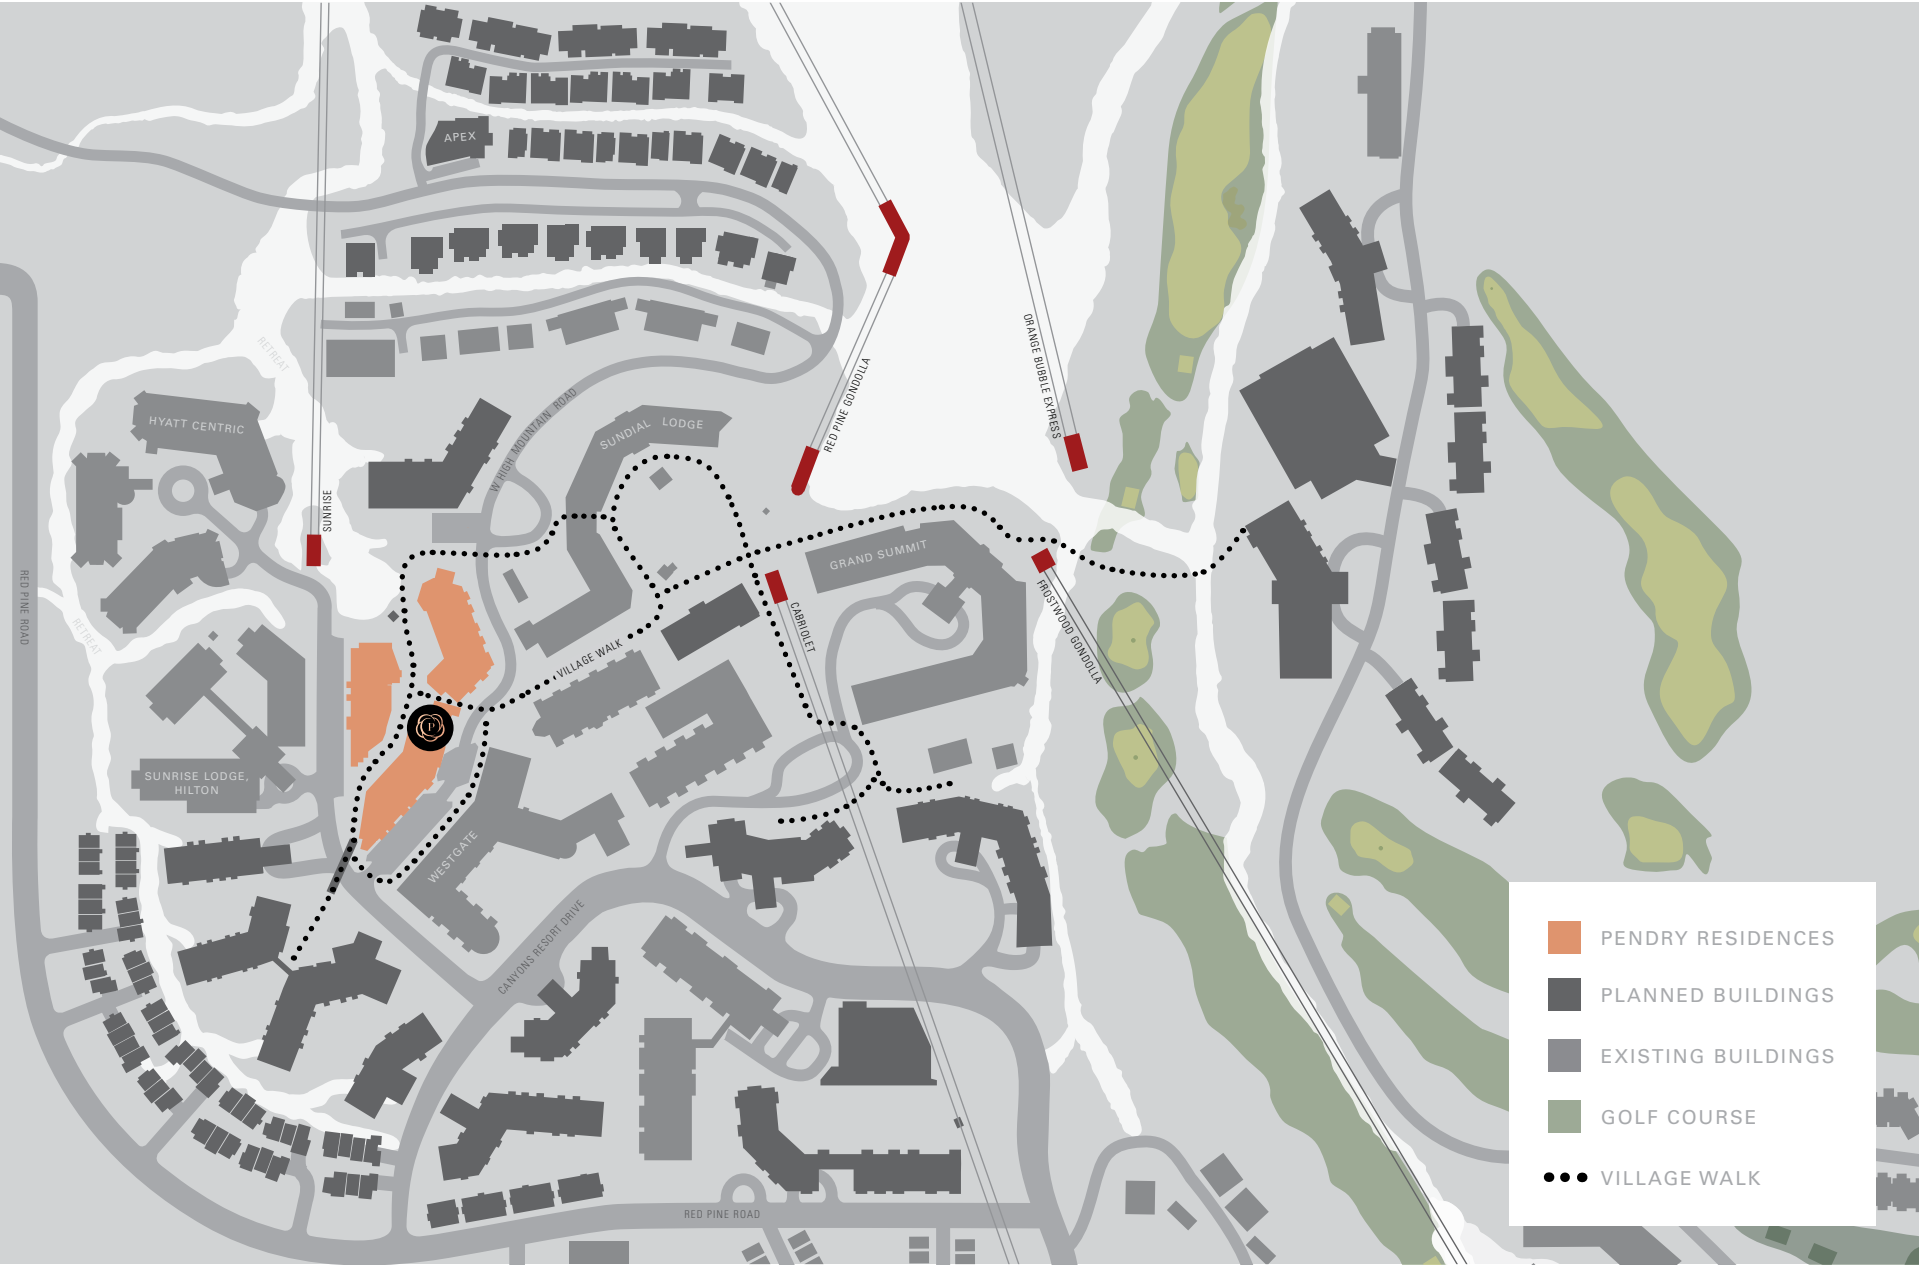 APEX
RETREAT
HYATT CENTRIC
SUNRISE
W HIGH MOUNTAIN ROAD
SUNDIAL LODGE
RED PINE GONDOLLA
ORANGE BUBBLE EXPRESS
GRAND SUMMIT
FROSTWOOD GONDOLLA
CABRIOLET
VILLAGE WALK
RED PINE ROAD
RETREAT
P
SUNRISE LODGE,
HILTON
WESTGATE
CANYONS RESORT DRIVE
RED PINE ROAD
PENDRY RESIDENCES
PLANNED BUILDINGS
EXISTING BUILDINGS
GOLF COURSE
VILLAGE WALK